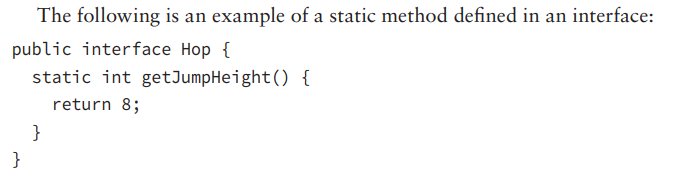 The following is an example of a static method defined in an interface:
public interface Hop {
  static int getJumpHeight() {
    return 8;
  }
}